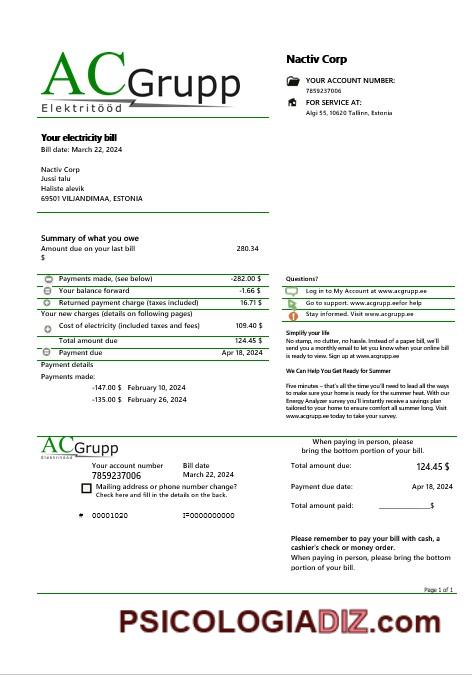 ACGrupp
Elektritööd
Nactiv Corp
YOUR ACCOUNT NUMBER:
7859237006
FOR SERVICE AT:
Algi 55, 10620 Tallinn, Estonia
Your electricity bill
Bill date: March 22, 2024
Nactiv Corp
Jussi talu
Haliste alevik
69501 VILJANDIMAA, ESTONIA
Summary of what you owe
Amount due on your last bill 280.34
$
Payments made, (see below) -282.00 $
Your balance forward -1.66 $
Returned payment charge (taxes included) 16.71 $
Your new charges (details on following pages)
Cost of electricity (included taxes and fees) 109.40 $
Total amount due 124.45 $
Payment due Apr 18, 2024
Payment details
Payments made:
-147.00 $ February 10, 2024
-135.00 $ February 26, 2024
Questions?
Log in to My Account at www.acgrupp.ee
Go to support. www.acgrupp.eefor help
Stay informed. Visit www.acgrupp.ee
Simplify your life
No stamp, no clutter, no hassle. Instead of a paper bill, we'll
send you a monthly email to let you know when your online bill
is ready to view. Sign up at www.acgrupp.ee
We Can Help You Get Ready for Summer
Five minutes – that's all the time you'll need to lead all the ways
to make sure your home is ready for the summer heat. With our
Energy Analyzer survey you'll instantly receive a savings plan
tailored to your home to ensure comfort all summer long. Visit
www.acgrupp.ee today to take your survey.
ACGrupp
Elektritööd
Your account number Bill date
7859237006 March 22, 2024
Mailing address or phone number change?
Check here and fill in the details on the back.
# 00001020 I=0000000000
When paying in person, please
bring the bottom portion of your bill.
Total amount due: 124.45 $
Payment due date: Apr 18, 2024
Total amount paid: ______________$
Please remember to pay your bill with cash, a
cashier's check or money order.
When paying in person, please bring the bottom
portion of your bill.
Page 1 of 1
PSICOLOGIADIZ.com